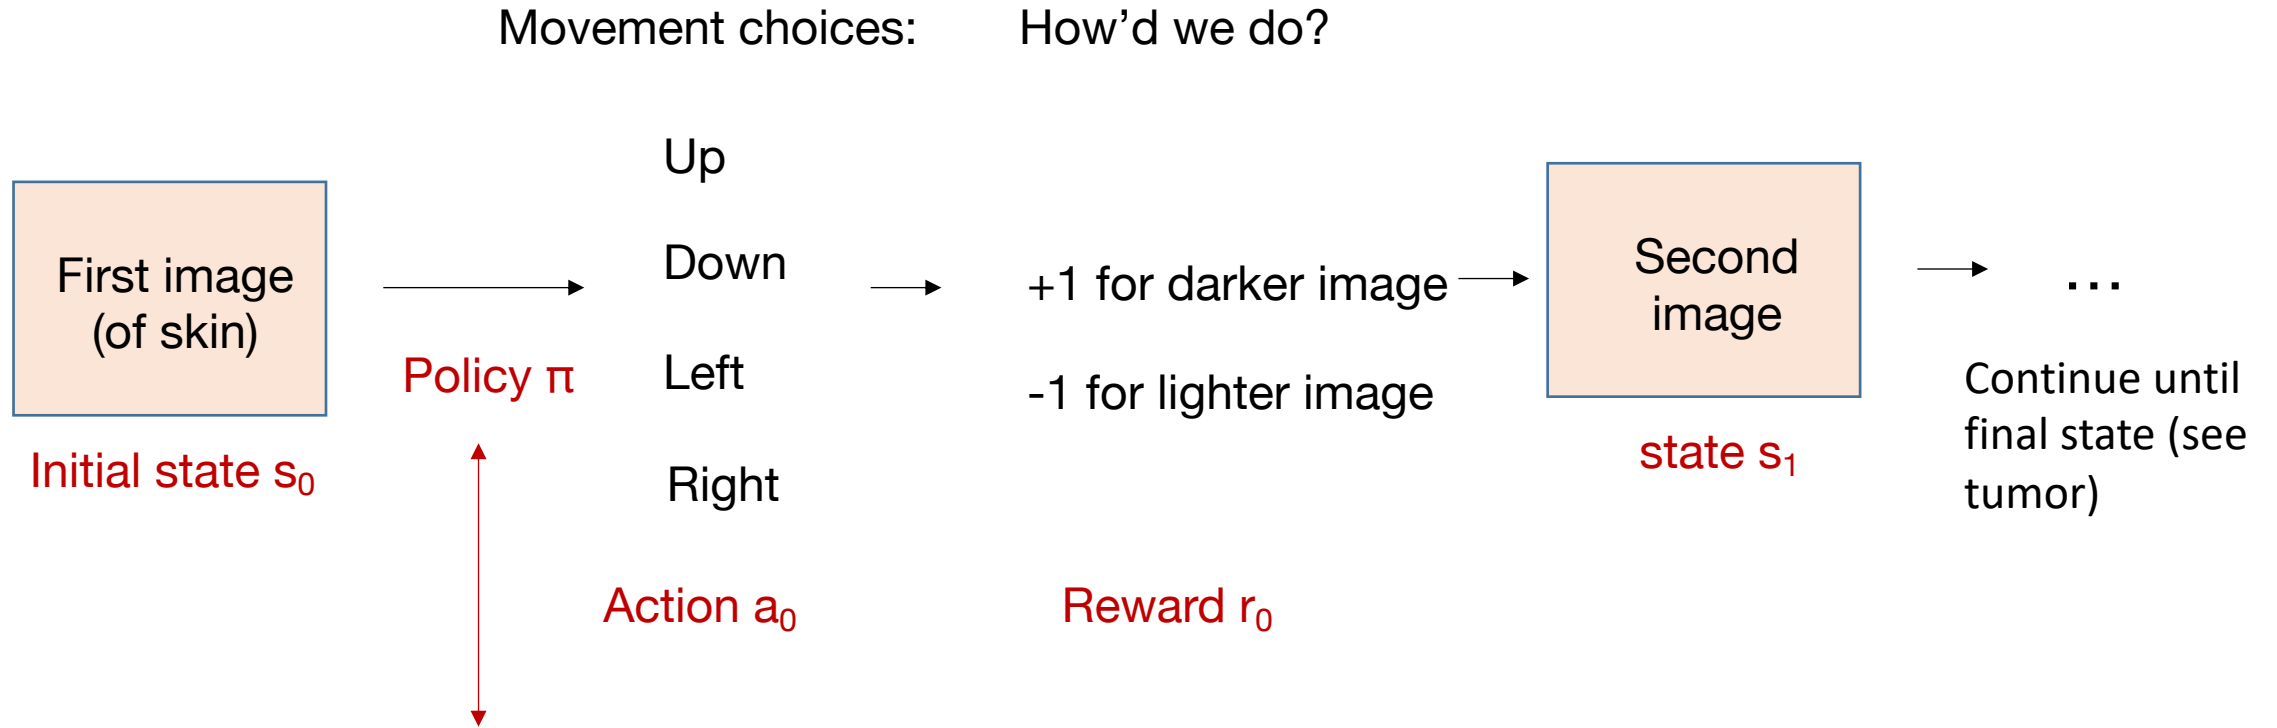 Movement choices:
How’d we do?
First image
(of skin)
Initial state s₀
Policy π
Up
Down
Left
Right
Action a₀
+1 for darker image
-1 for lighter image
Reward r₀
Second
image
state s₁
...
Continue until
final state (see
tumor)